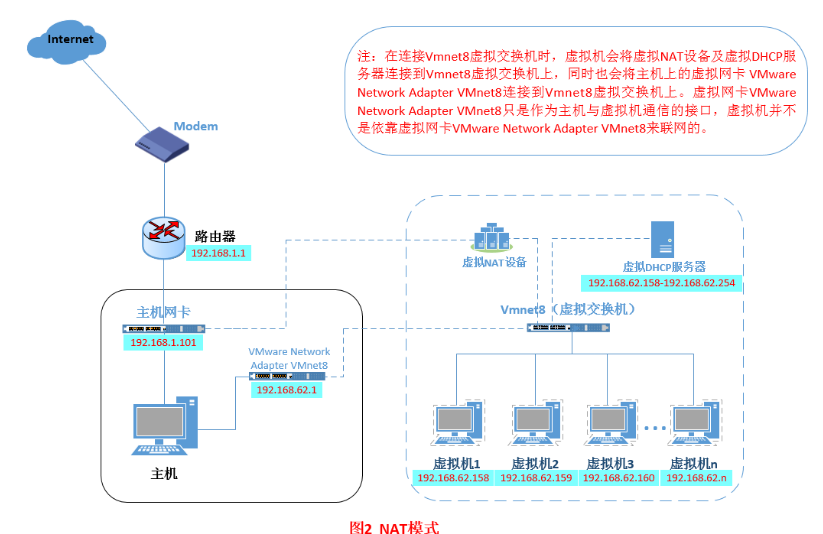 Internet
注：在连接Vmnet8虚拟交换机时，虚拟机会将虚拟NAT设备及虚拟DHCP服
务器连接到Vmnet8虚拟交换机上，同时也会将主机上的虚拟网卡 VMware
Network Adapter VMnet8连接到Vmnet8虚拟交换机上。虚拟网卡VMware
Network Adapter VMnet8只是作为主机与虚拟机通信的接口，虚拟机并不
是依靠虚拟网卡VMware Network Adapter VMnet8来联网的。
Modem
路由器
192.168.1.1
虚拟NAT设备
虚拟DHCP服务器
192.168.62.158-192.168.62.254
主机网卡
192.168.1.101
Vmnet8（虚拟交换机）
VMware Network
Adapter VMnet8
192.168.62.1
主机
虚拟机1
192.168.62.158
虚拟机2
192.168.62.159
虚拟机3
192.168.62.160
...
虚拟机n
192.168.62.n
图2 NAT模式